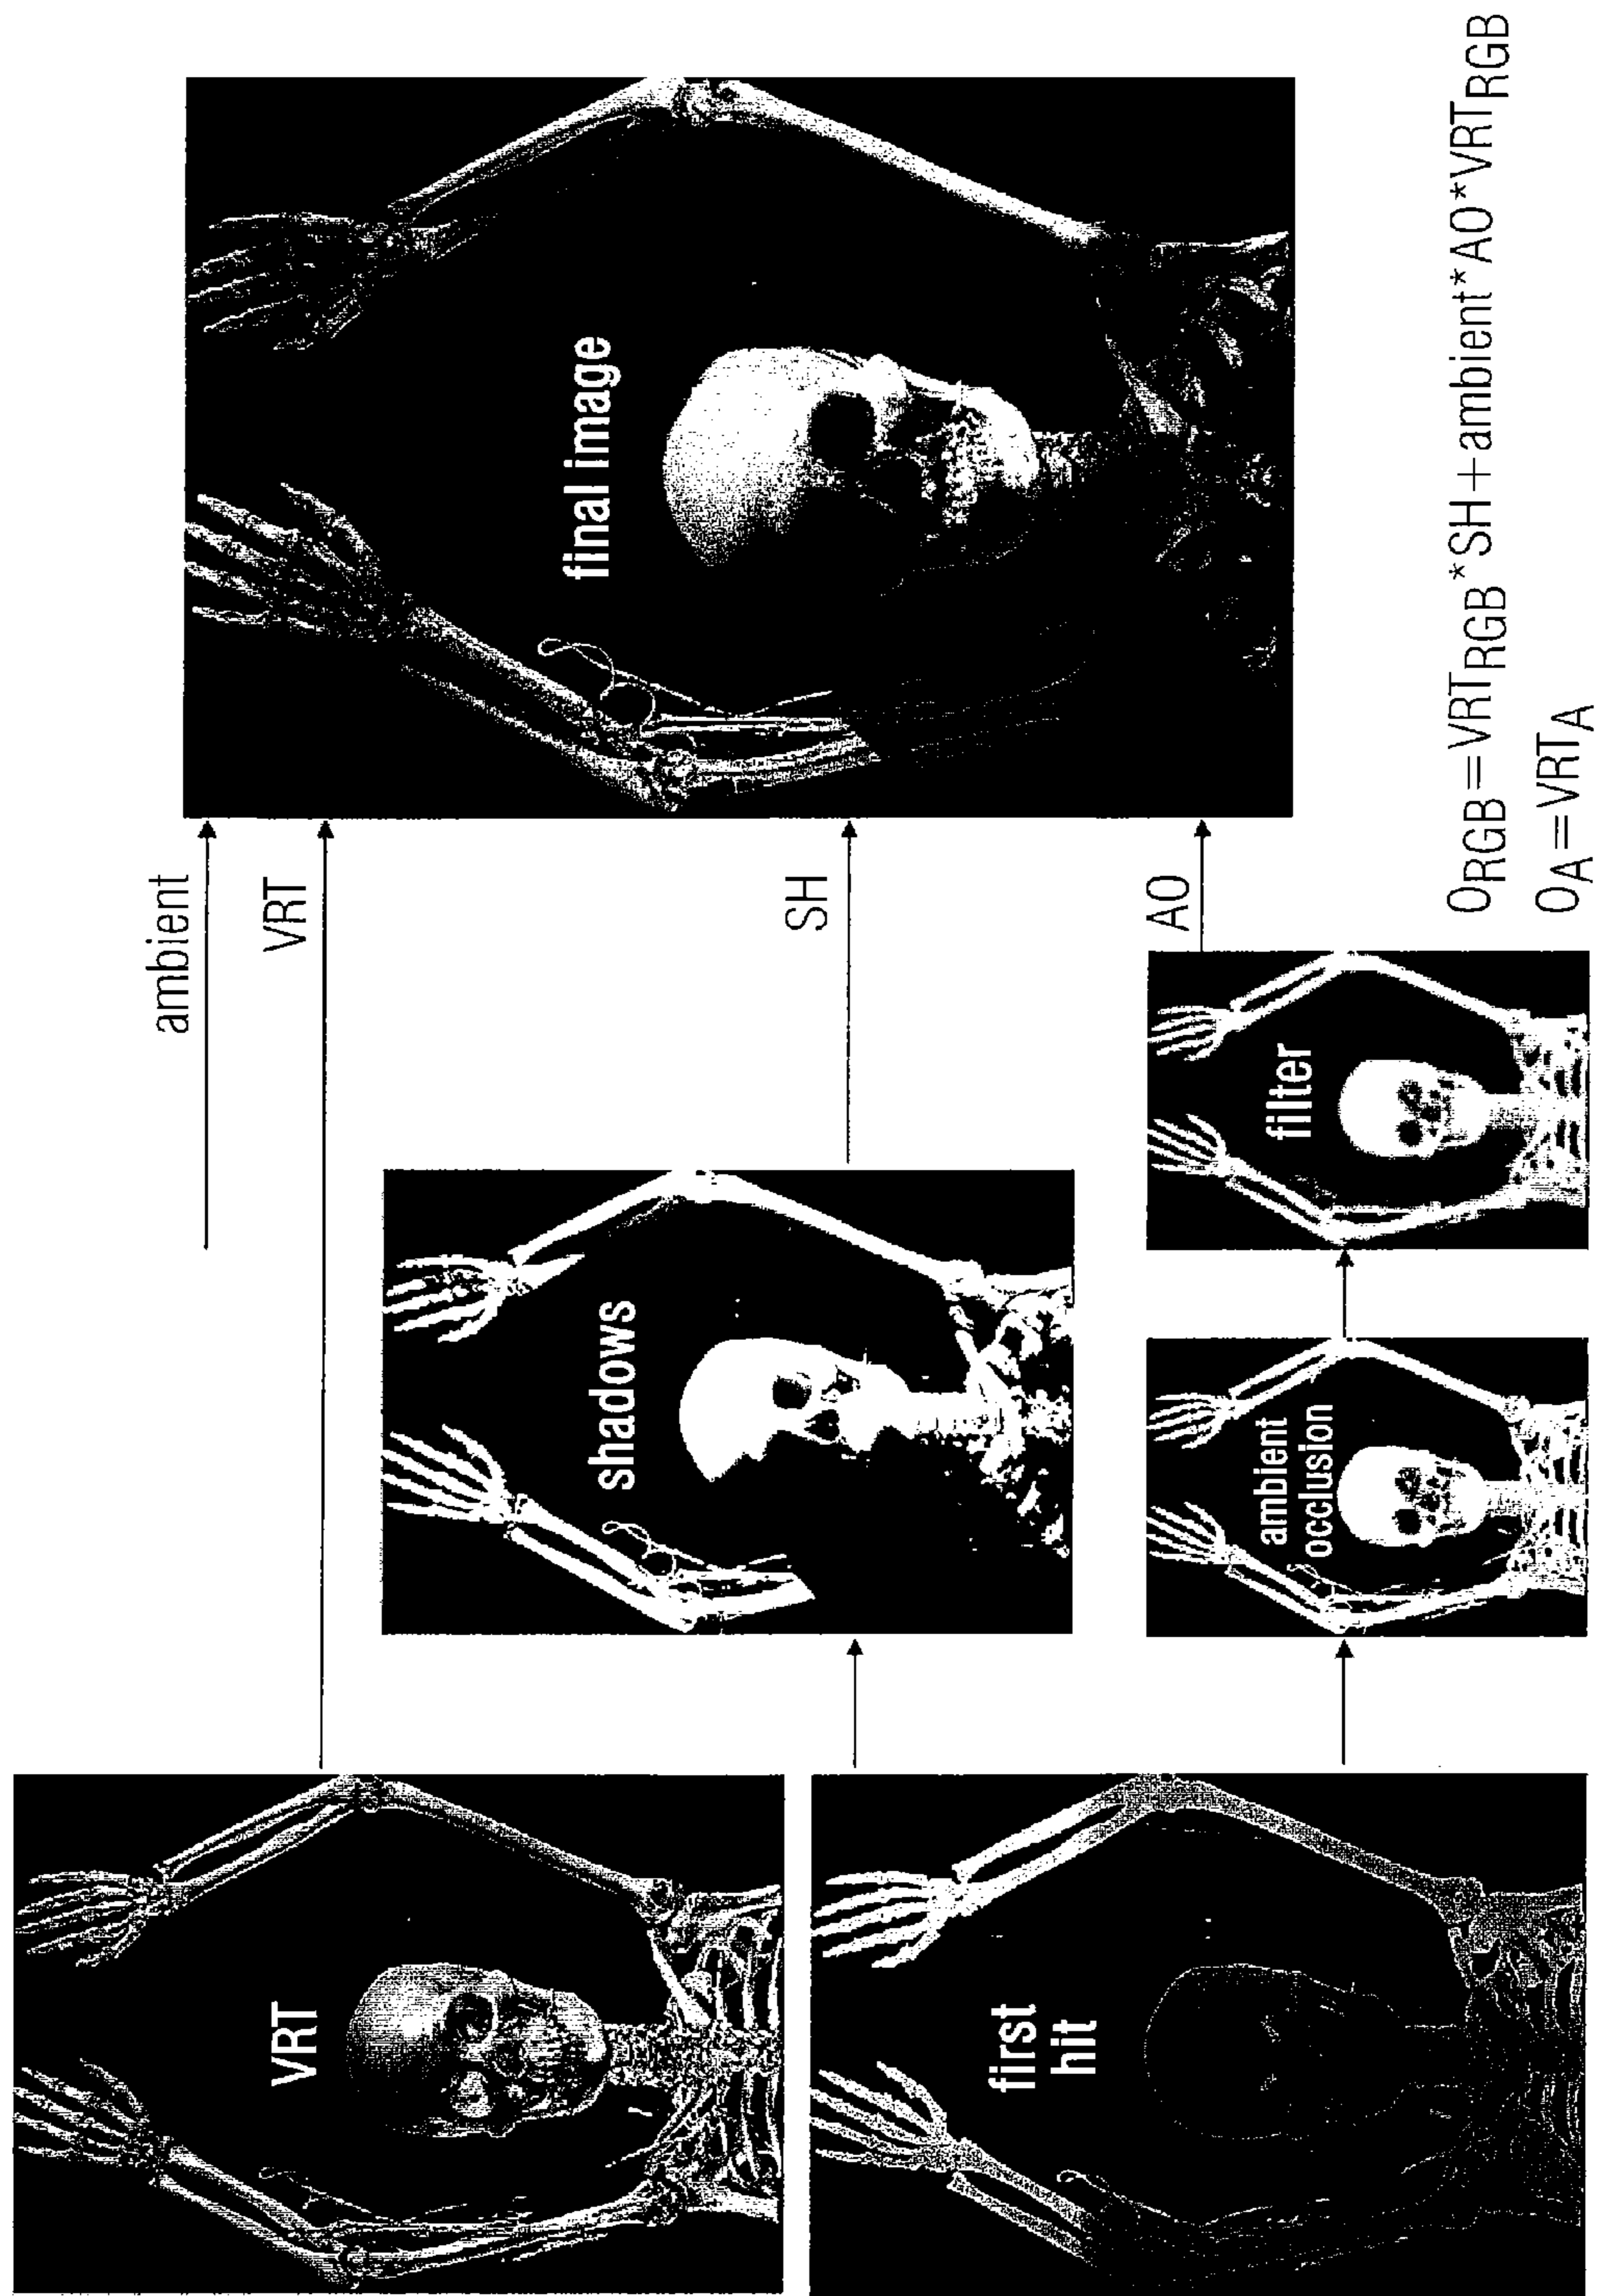 VRT
first
hit
shadows
ambient
occlusion
filter
ambient
VRT
SH
AO
final image
O_RGB=VRT_RGB*SH+ambient*AO*VRT_RGB
O_A=VRT_A